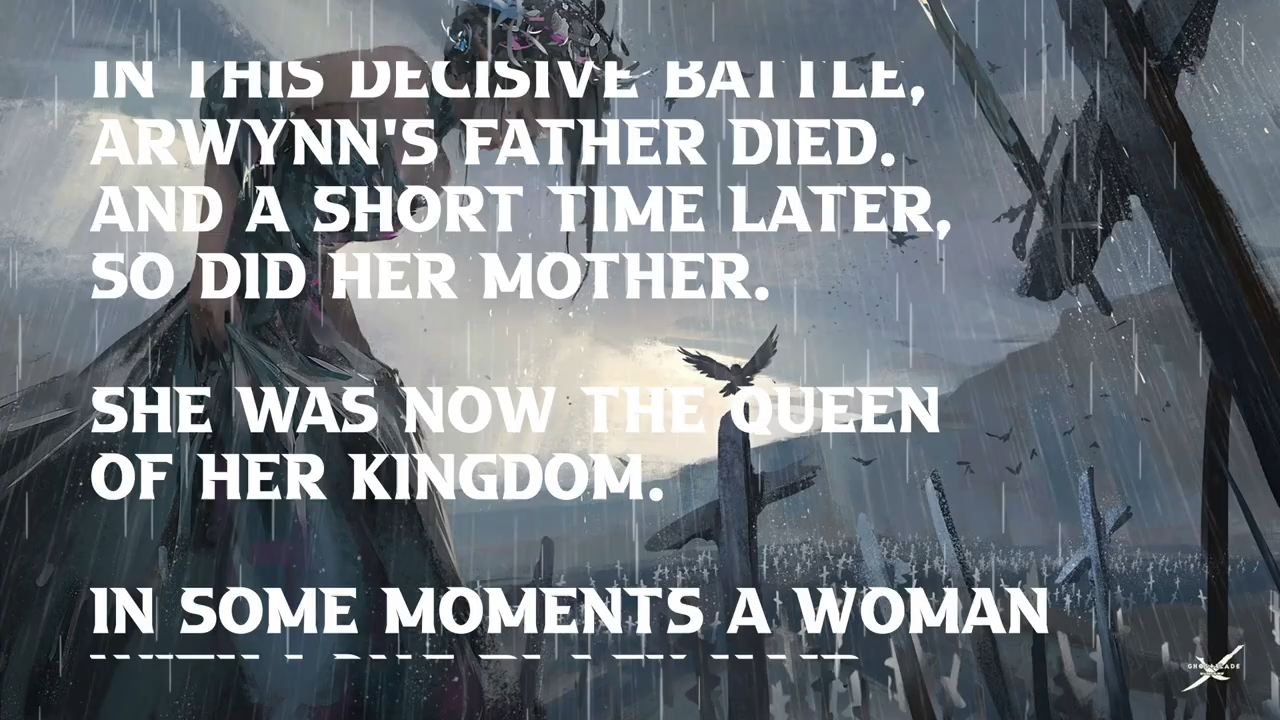 IN THIS DECISIVE BATTLE,
ARWYNN'S FATHER DIED.
AND A SHORT TIME LATER,
SO DID HER MOTHER.
SHE WAS NOW THE QUEEN
OF HER KINGDOM.
IN SOME MOMENTS A WOMAN
GHOSTBLADE